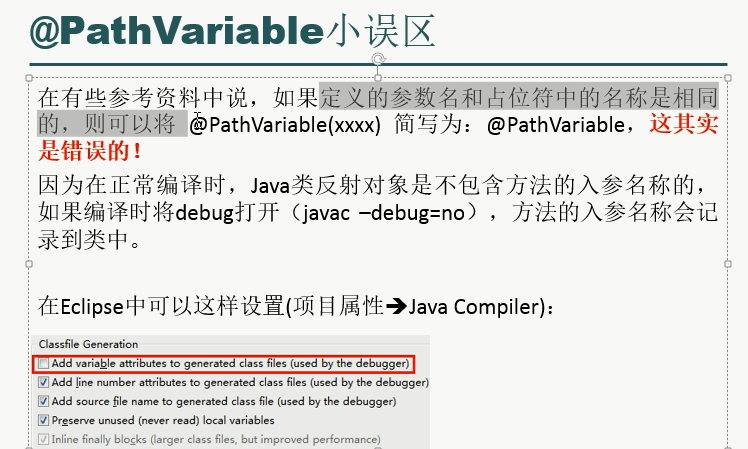 @PathVariable小误区
在有些参考资料中说，如果定义的参数名和占位符中的名称是相同
的，则可以将 @PathVariable(xxxx) 简写为：@PathVariable，这其实
是错误的！
因为在正常编译时，Java类反射对象是不包含方法的入参名称的，
如果编译时将debug打开（javac –debug=no），方法的入参名称会记
录到类中。
在Eclipse中可以这样设置(项目属性➔Java Compiler)：
Classfile Generation
Add variable attributes to generated class files (used by the debugger)
Add line number attributes to generated class files (used by the debugger)
Add source file name to generated class file (used by the debugger)
Preserve unused (never read) local variables
Inline finally blocks (larger class files, but improved performance)